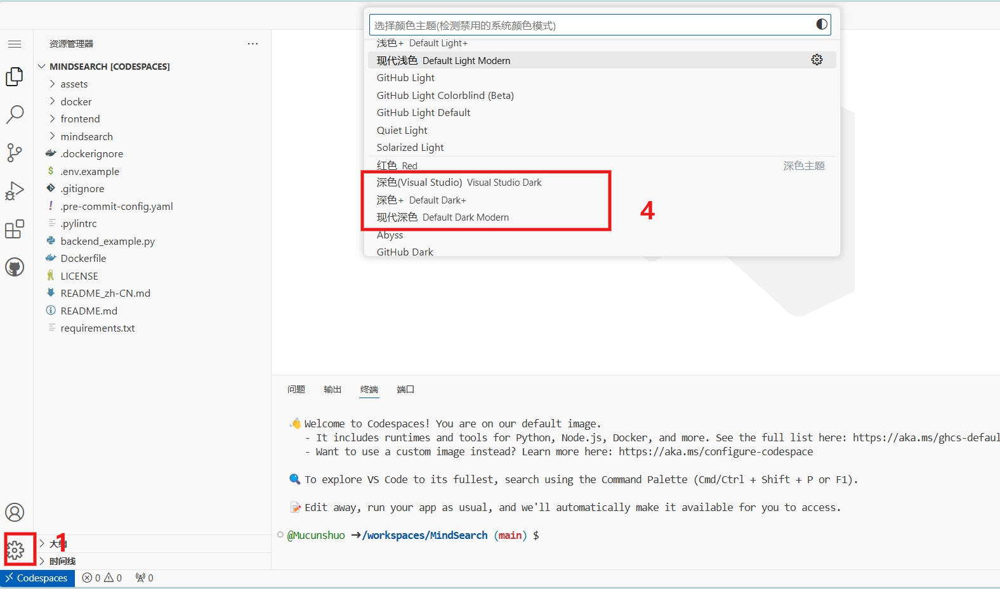 选择颜色主题(检测禁用的系统颜色模式)
浅色+ Default Light+
现代浅色 Default Light Modern
GitHub Light
GitHub Light Colorblind (Beta)
GitHub Light Default
Quiet Light
Solarized Light
红色 Red 深色主题
深色(Visual Studio) Visual Studio Dark
深色+ Default Dark+
现代深色 Default Dark Modern
Abyss
GitHub Dark
4
资源管理器
MINDSEARCH [CODESPACES]
assets
docker
frontend
mindsearch
.dockerignore
.env.example
.gitignore
.pre-commit-config.yaml
.pylintrc
backend_example.py
Dockerfile
LICENSE
README_zh-CN.md
README.md
requirements.txt
问题 输出 终端 端口
Welcome to Codespaces! You are on our default image.
- It includes runtimes and tools for Python, Node.js, Docker, and more. See the full list here: https://aka.ms/ghcs-defaul
- Want to use a custom image instead? Learn more here: https://aka.ms/configure-codespace
To explore VS Code to its fullest, search using the Command Palette (Cmd/Ctrl + Shift + P or F1).
Edit away, run your app as usual, and we'll automatically make it available for you to access.
@Mucunshuo →/workspaces/MindSearch (main) $
1
大纲
时间线
Codespaces 0 0 0